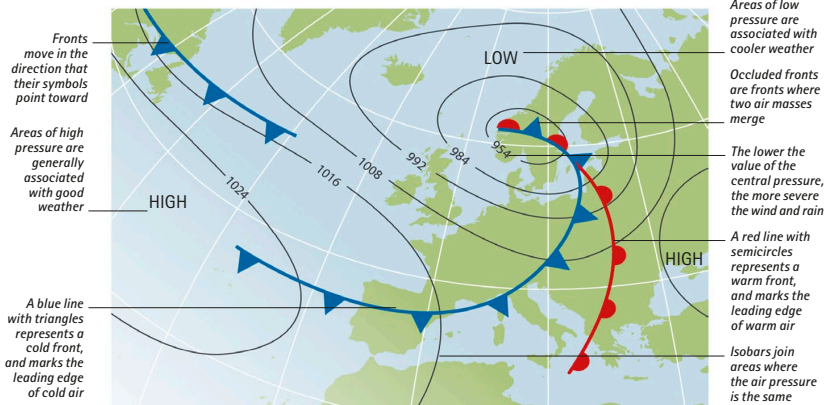 Fronts
move in the
direction that
their symbols
point toward
Areas of high
pressure are
generally
associated
with good
weather
A blue line
with triangles
represents a
cold front,
and marks the
leading edge
of cold air
HIGH
1024
1016
1008
992
984
954
LOW
HIGH
Areas of low
pressure are
associated with
cooler weather
Occluded fronts
are fronts where
two air masses
merge
The lower the
value of the
central pressure,
the more severe
the wind and rain
A red line with
semicircles
represents a
warm front,
and marks the
leading edge
of warm air
Isobars join
areas where
the air pressure
is the same